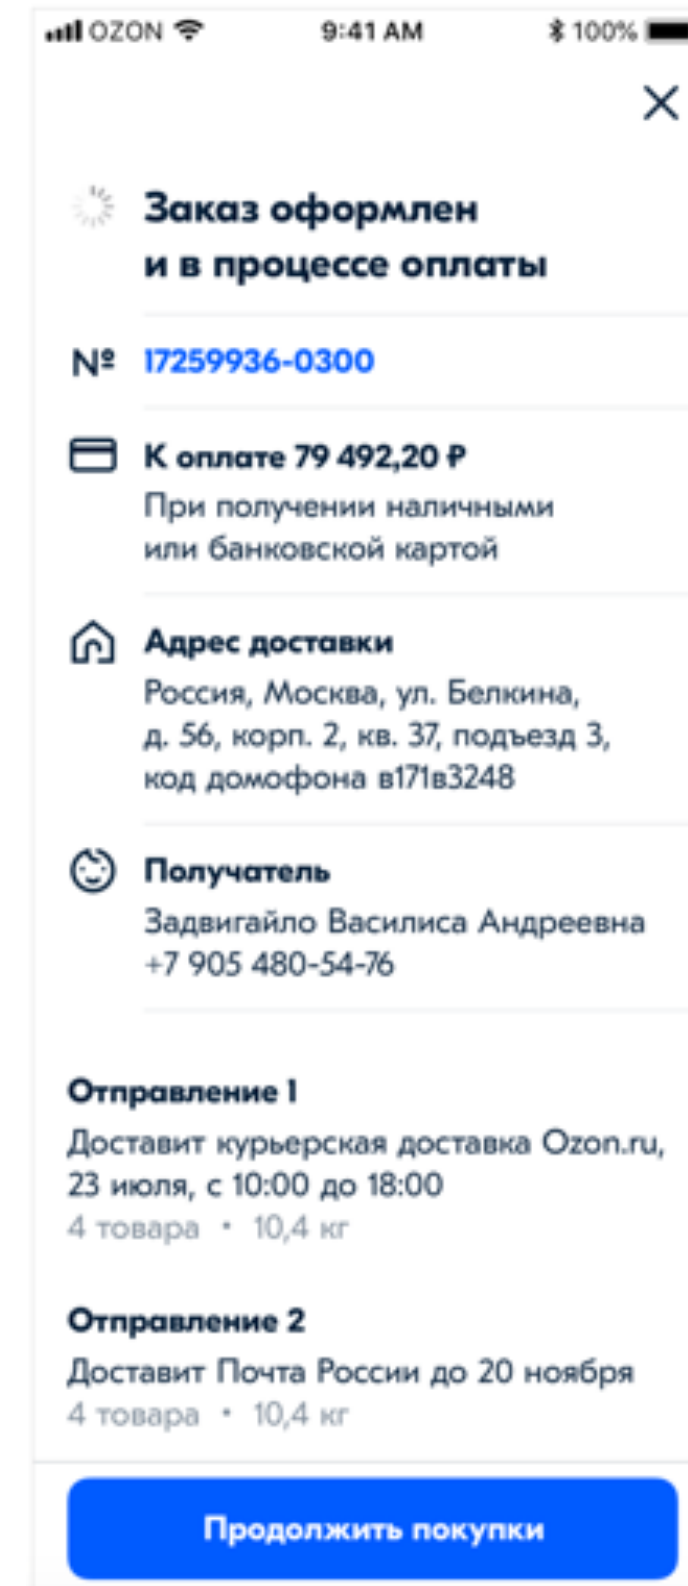 OZON 9:41 AM 100%
Заказ оформлен
и в процессе оплаты
№ 17259936-0300
К оплате 79 492,20 ₽
При получении наличными
или банковской картой
Адрес доставки
Россия, Москва, ул. Белкина,
д. 56, корп. 2, кв. 37, подъезд 3,
код домофона в171в3248
Получатель
Задвигайло Василиса Андреевна
+7 905 480-54-76
Отправление 1
Доставит курьерская доставка Ozon.ru,
23 июля, с 10:00 до 18:00
4 товара • 10,4 кг
Отправление 2
Доставит Почта России до 20 ноября
4 товара • 10,4 кг
Продолжить покупки